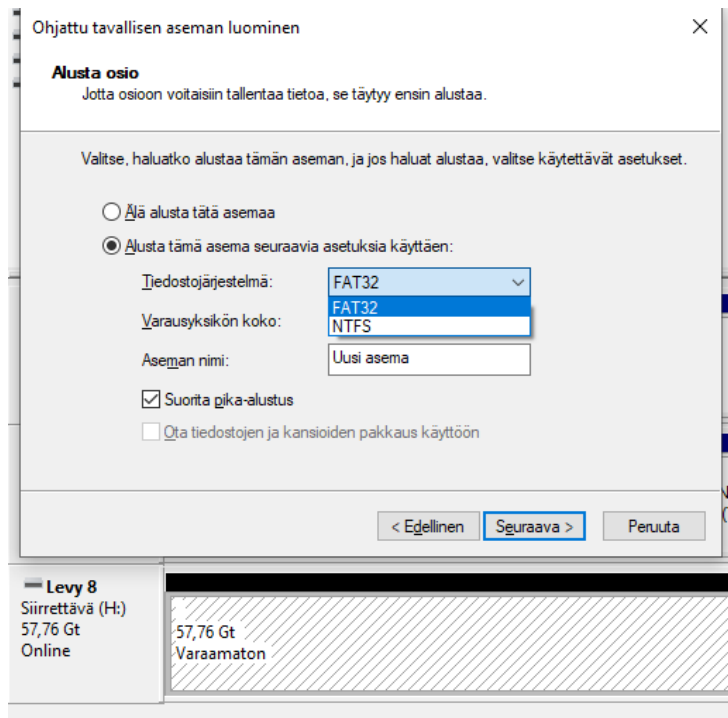 Ohjattu tavallisen aseman luominen
Alusta osio
Jotta osioon voitaisiin tallentaa tietoa, se täytyy ensin alustaa.
Valitse, haluatko alustaa tämän aseman, ja jos haluat alustaa, valitse käytettävät asetukset.
Älä alusta tätä asemaa
Alusta tämä asema seuraavia asetuksia käyttäen:
Tiedostojärjestelmä: FAT32
FAT32
Varausyksikön koko: NTFS
Aseman nimi: Uusi asema
Suorita pika-alustus
Ota tiedostojen ja kansioiden pakkaus käyttöön
< Edellinen Seuraava > Peruuta
Levy 8
Siirrettävä (H:)
57,76 Gt
Online
57,76 Gt
Varaamaton